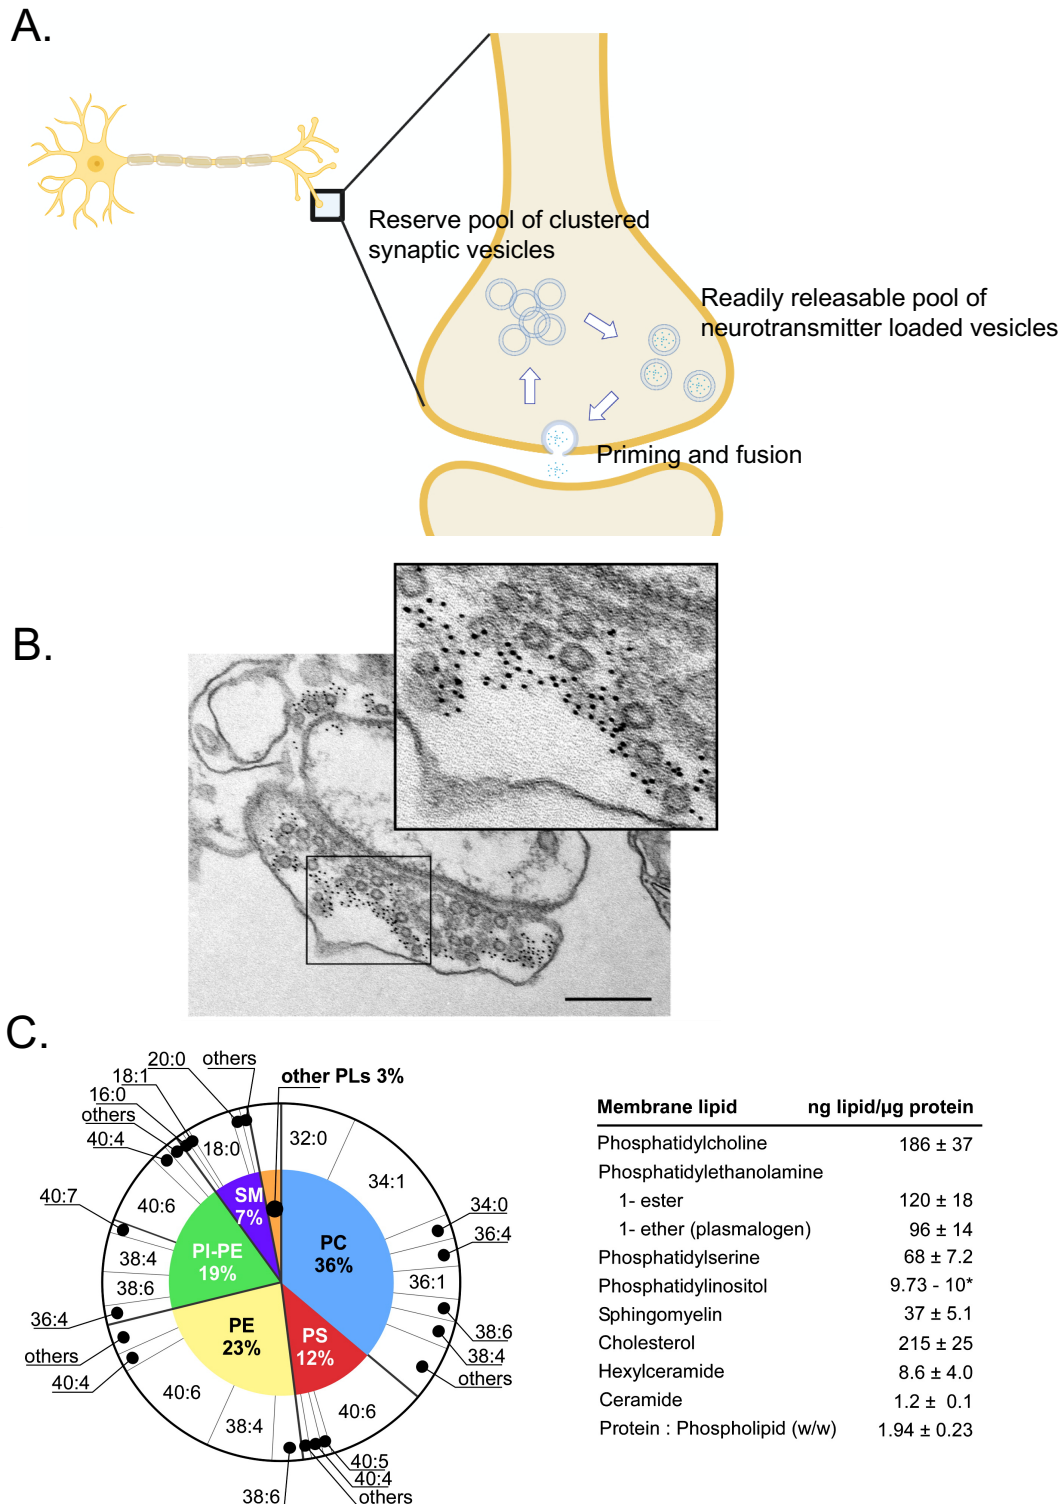 A.
Reserve pool of clustered
synaptic vesicles
Readily releasable pool of
neurotransmitter loaded vesicles
Priming and fusion
B.
C.
20:0
others
other PLs 3%
18:1
16:0
others
40:4
18:0
32:0
34:1
40:7
40:6
34:0
36:4
SM
7%
PC
36%
PI-PE
19%
38:4
38:6
36:1
36:4
38:6
38:4
others
others
40:4
PE
23%
PS
12%
40:6
38:4
40:6
40:5
40:4
others
38:6
Membrane lipid ng lipid/µg protein
Phosphatidylcholine 186 ± 37
Phosphatidylethanolamine
1- ester 120 ± 18
1- ether (plasmalogen) 96 ± 14
Phosphatidylserine 68 ± 7.2
Phosphatidylinositol 9.73 - 10*
Sphingomyelin 37 ± 5.1
Cholesterol 215 ± 25
Hexylceramide 8.6 ± 4.0
Ceramide 1.2 ± 0.1
Protein : Phospholipid (w/w) 1.94 ± 0.23